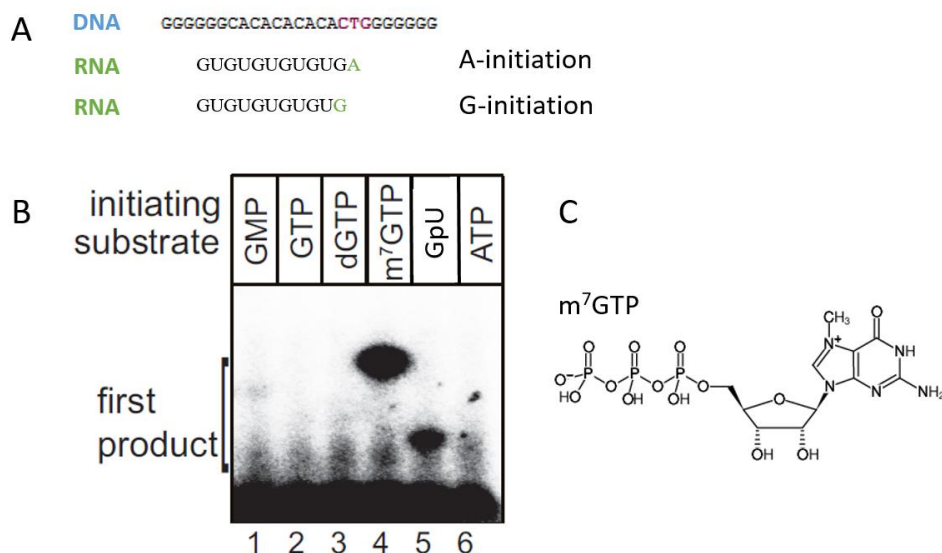 A
DNA GGGGGGCACACACACACTGGGGGGG
RNA GUGUGUGUGUGA A-initiation
RNA GUGUGUGUGUG G-initiation
B
initiating substrate
GMP GTP dGTP m⁷GTP GpU ATP
first product
1 2 3 4 5 6
C
m⁷GTP
O O O
O⁻ P O P O P O
HO OH OH
O
OH OH
CH₃
N⁺
O
NH
N
N
NH₂